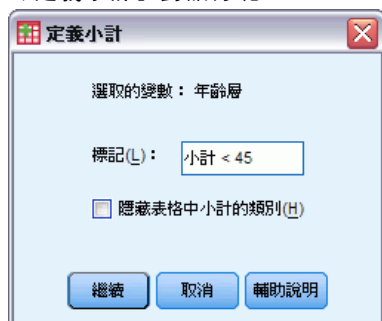 定義小計
選取的變數： 年齡層
標記(L)： 小計 < 45
隱藏表格中小計的類別(H)
繼續 取消 輔助說明